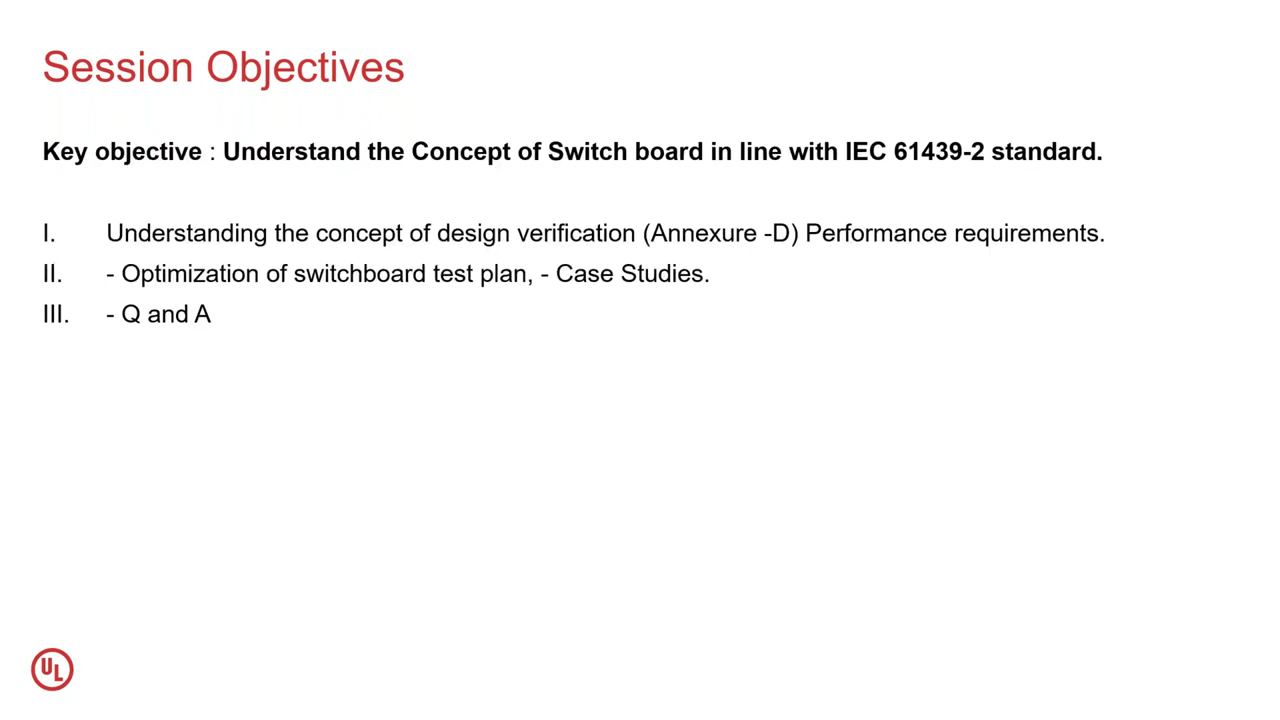 Session Objectives
Key objective : Understand the Concept of Switch board in line with IEC 61439-2 standard.
I. Understanding the concept of design verification (Annexure -D) Performance requirements.
II. - Optimization of switchboard test plan, - Case Studies.
III. - Q and A
UL